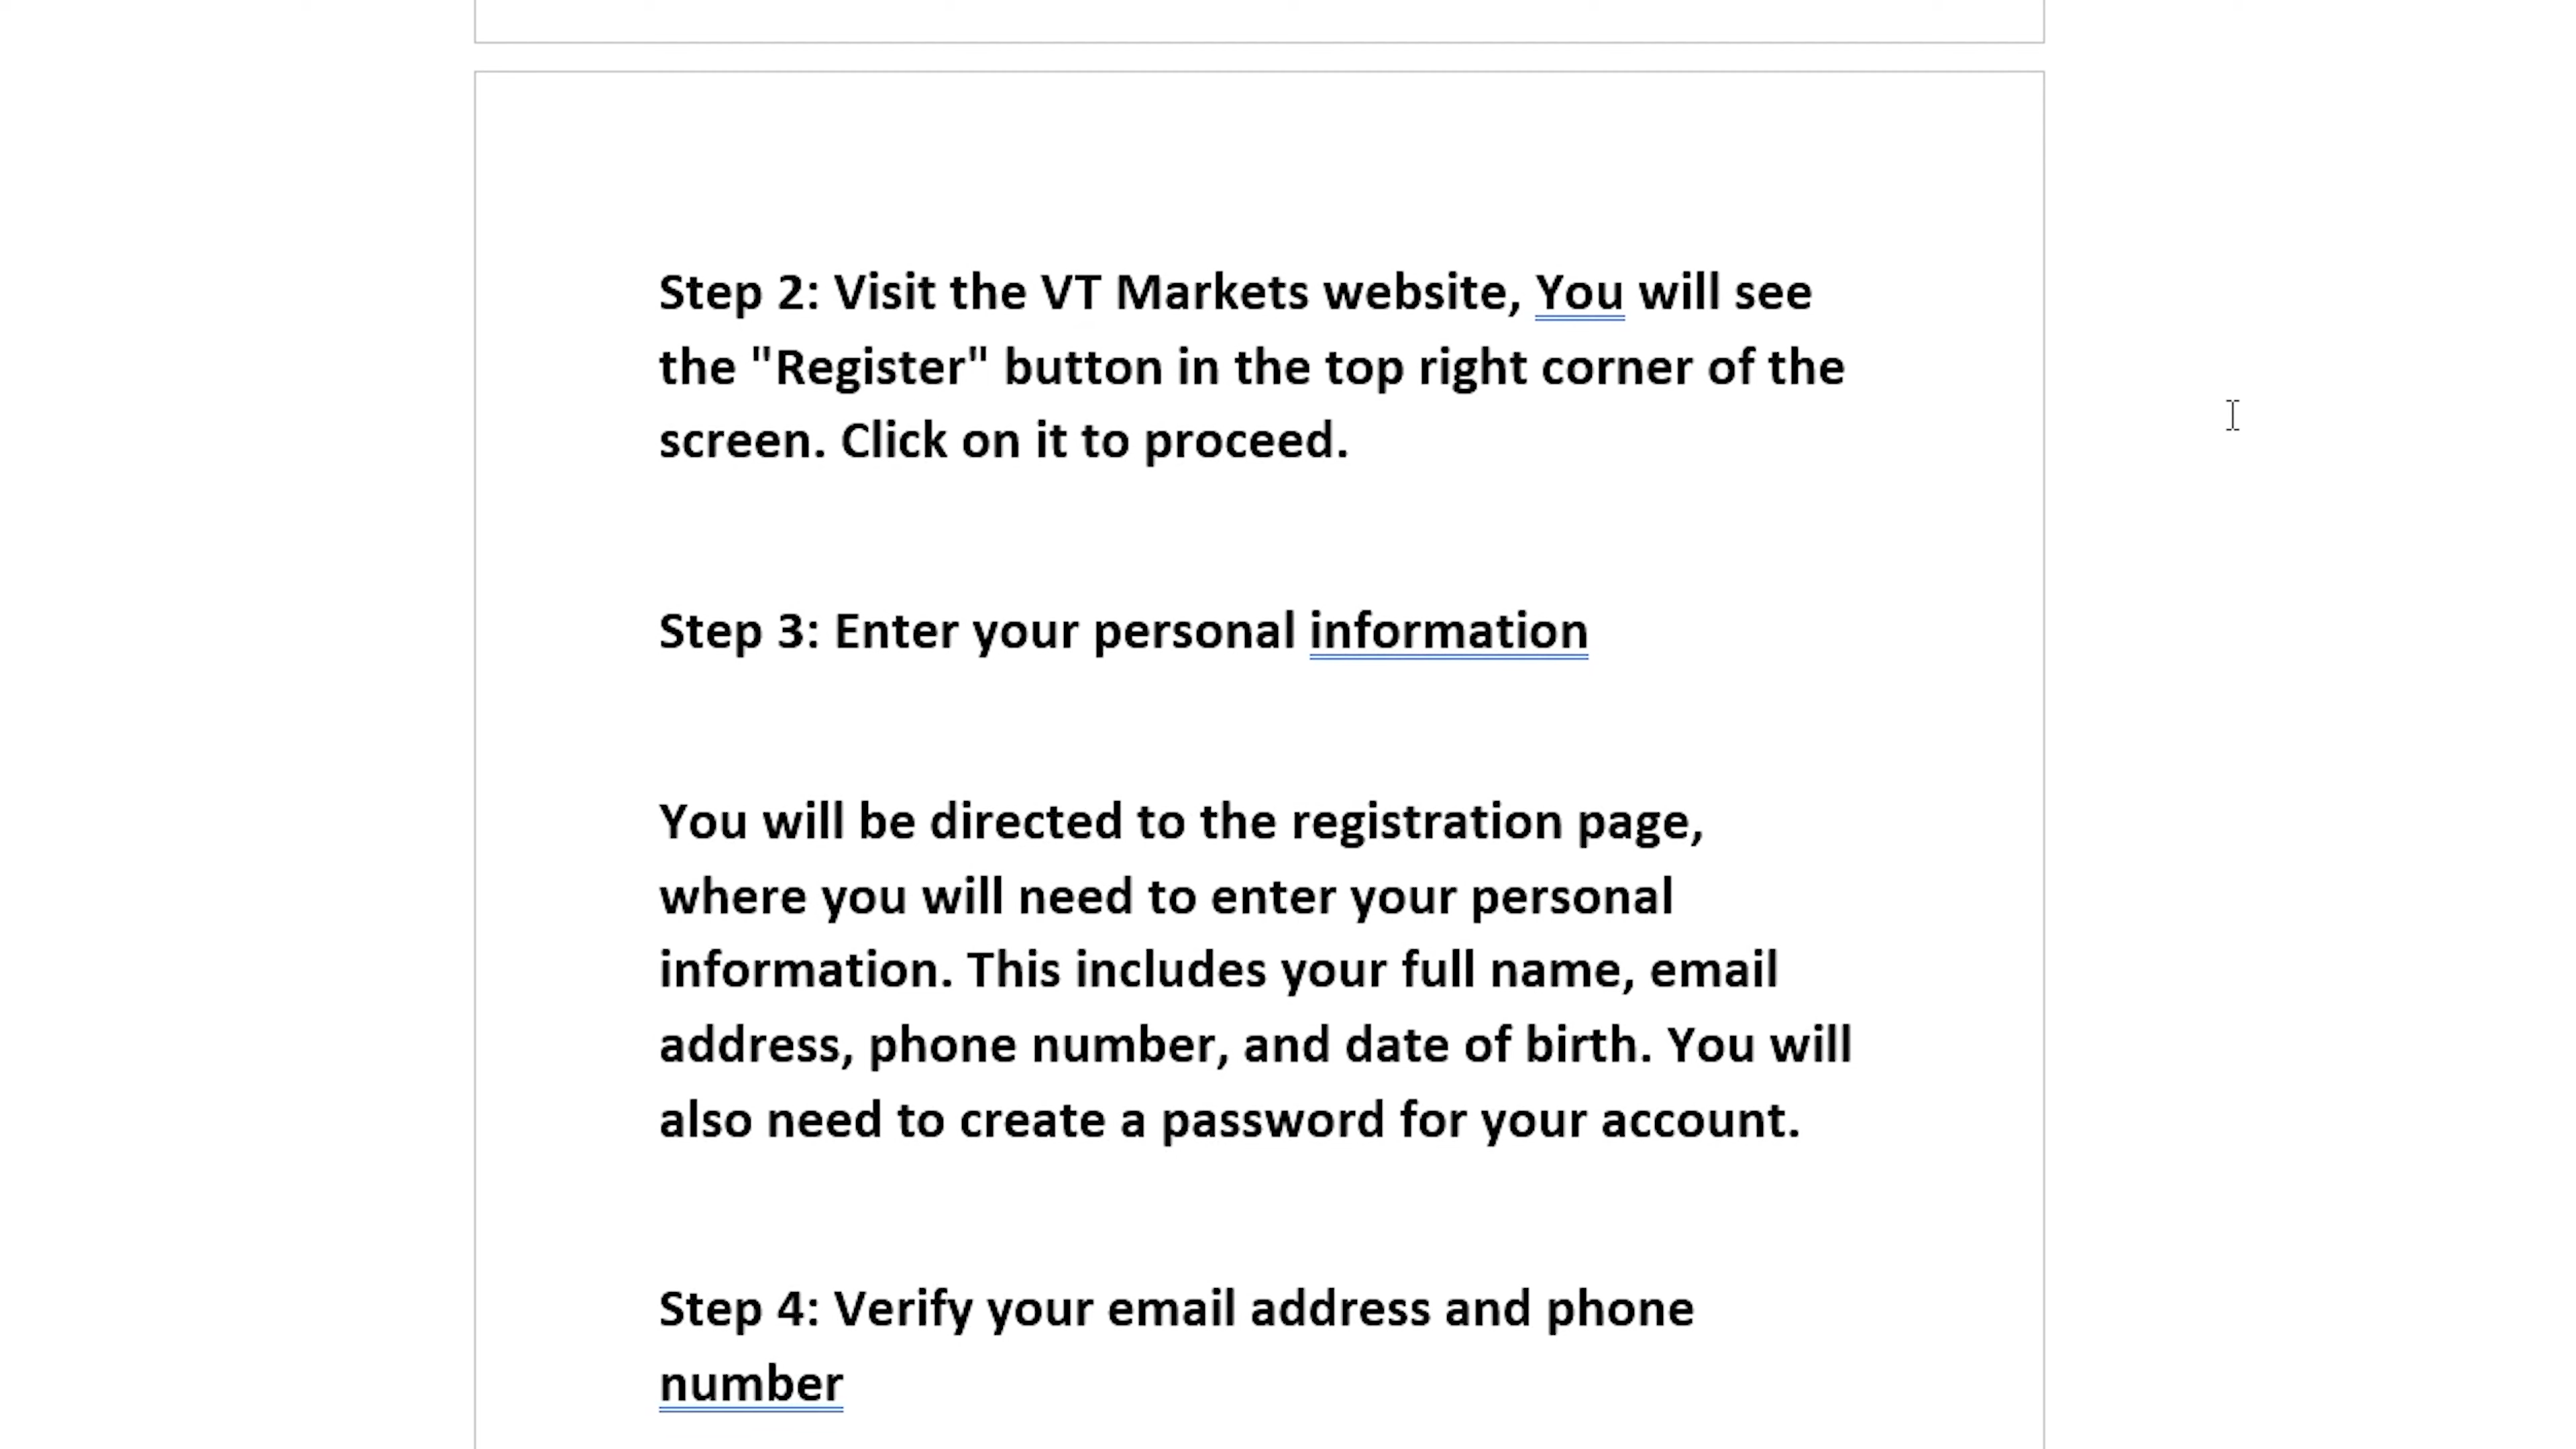 Step 2: Visit the VT Markets website, You will see
the "Register" button in the top right corner of the
screen. Click on it to proceed.
Step 3: Enter your personal information
You will be directed to the registration page,
where you will need to enter your personal
information. This includes your full name, email
address, phone number, and date of birth. You will
also need to create a password for your account.
Step 4: Verify your email address and phone
number